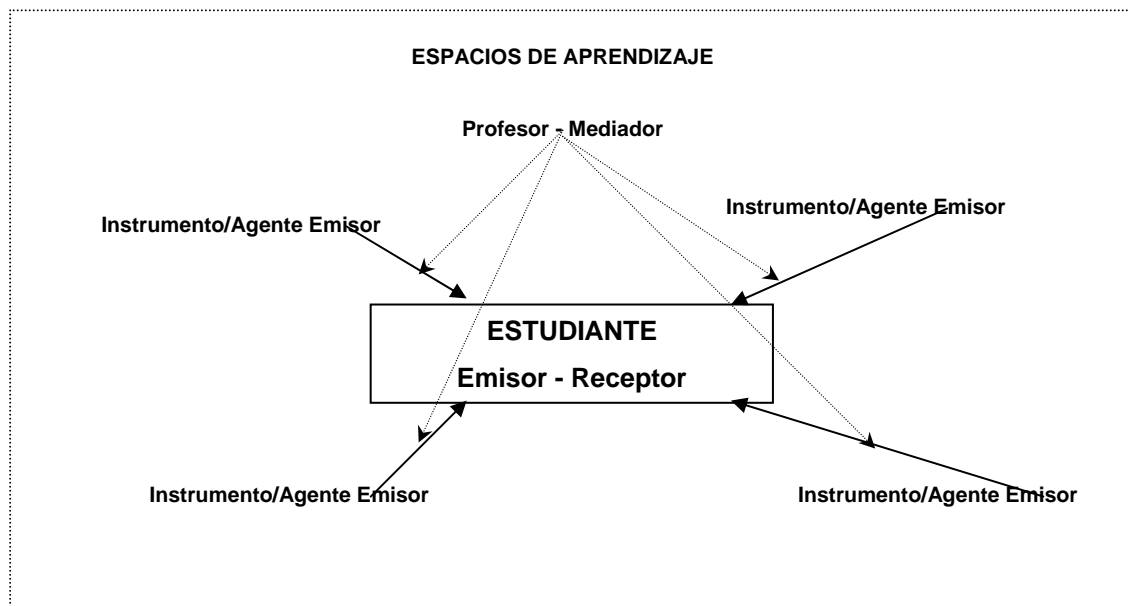 ESPACIOS DE APRENDIZAJE
Profesor - Mediador
Instrumento/Agente Emisor
Instrumento/Agente Emisor
ESTUDIANTE
Emisor - Receptor
Instrumento/Agente Emisor
Instrumento/Agente Emisor